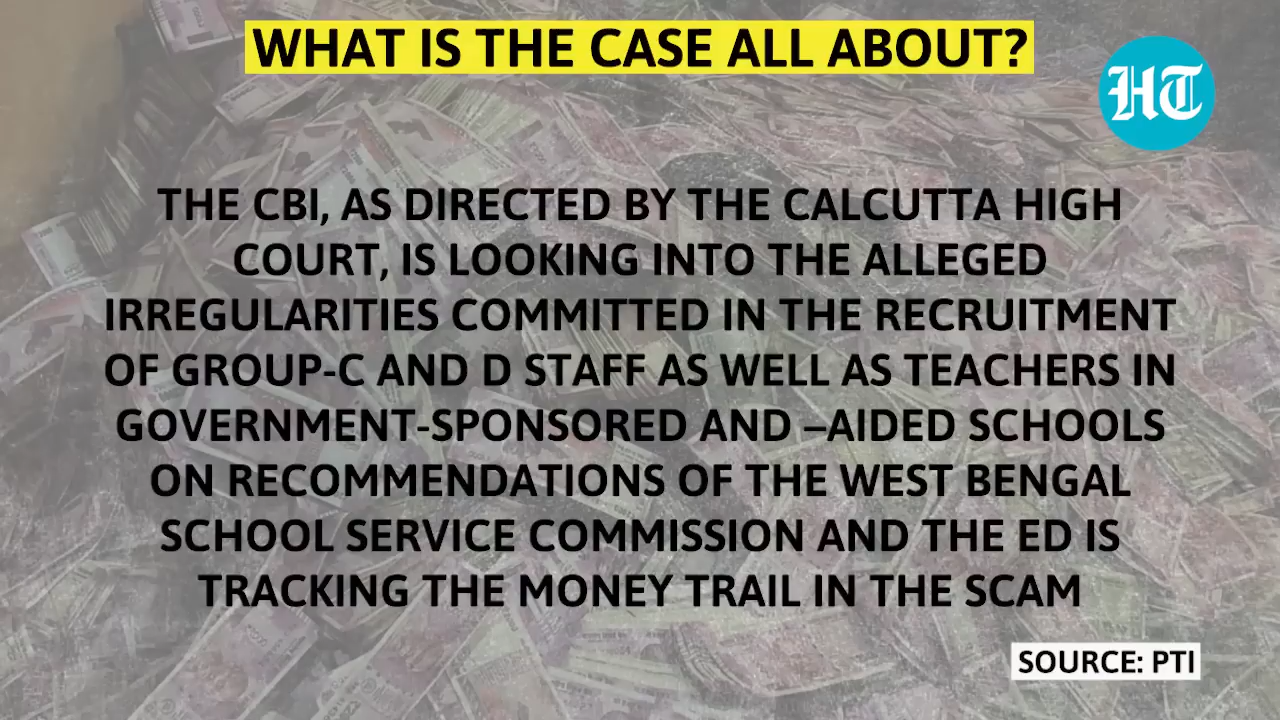 WHAT IS THE CASE ALL ABOUT?
HT
THE CBI, AS DIRECTED BY THE CALCUTTA HIGH
COURT, IS LOOKING INTO THE ALLEGED
IRREGULARITIES COMMITTED IN THE RECRUITMENT
OF GROUP-C AND D STAFF AS WELL AS TEACHERS IN
GOVERNMENT-SPONSORED AND –AIDED SCHOOLS
ON RECOMMENDATIONS OF THE WEST BENGAL
SCHOOL SERVICE COMMISSION AND THE ED IS
TRACKING THE MONEY TRAIL IN THE SCAM
SOURCE: PTI